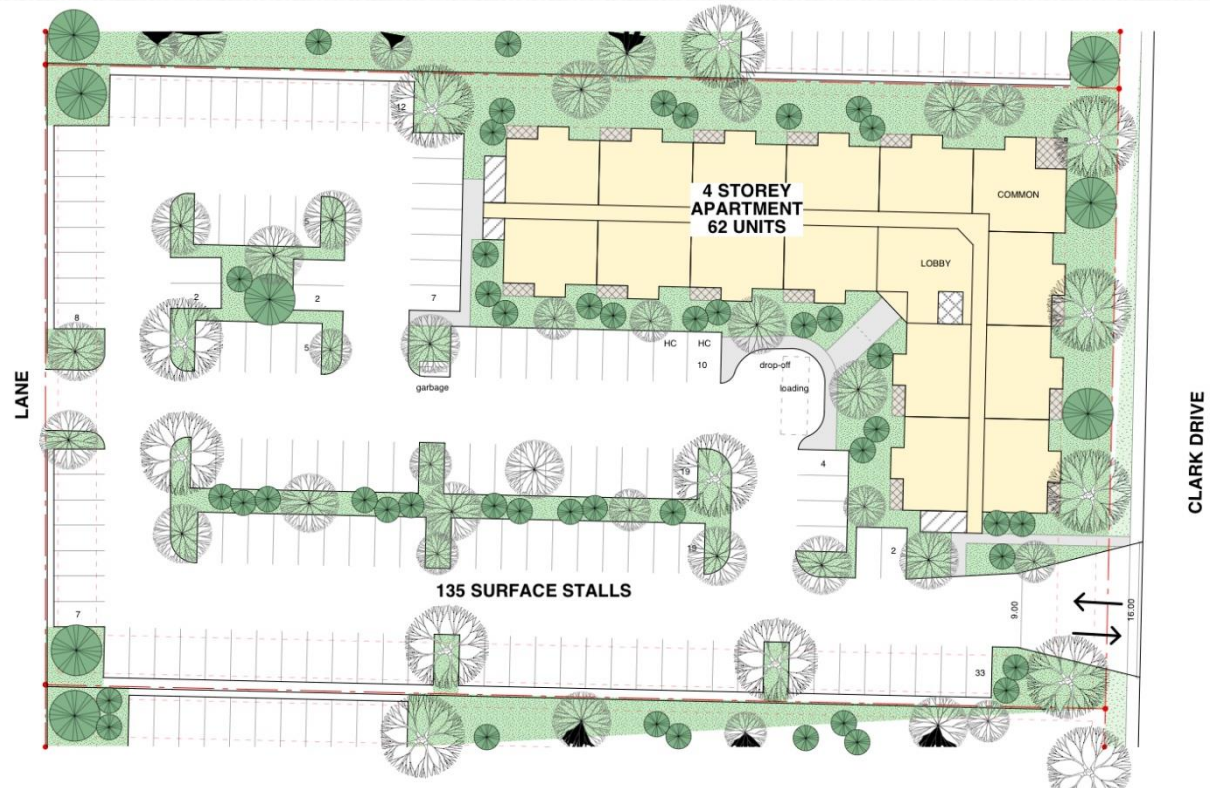 12
4 STOREY
APARTMENT
62 UNITS
COMMON
5
LOBBY
2
2
7
8
5
HC
HC
10
drop-off
garbage
loading
LANE
CLARK DRIVE
19
4
19
2
135 SURFACE STALLS
9.00
16.00
7
33